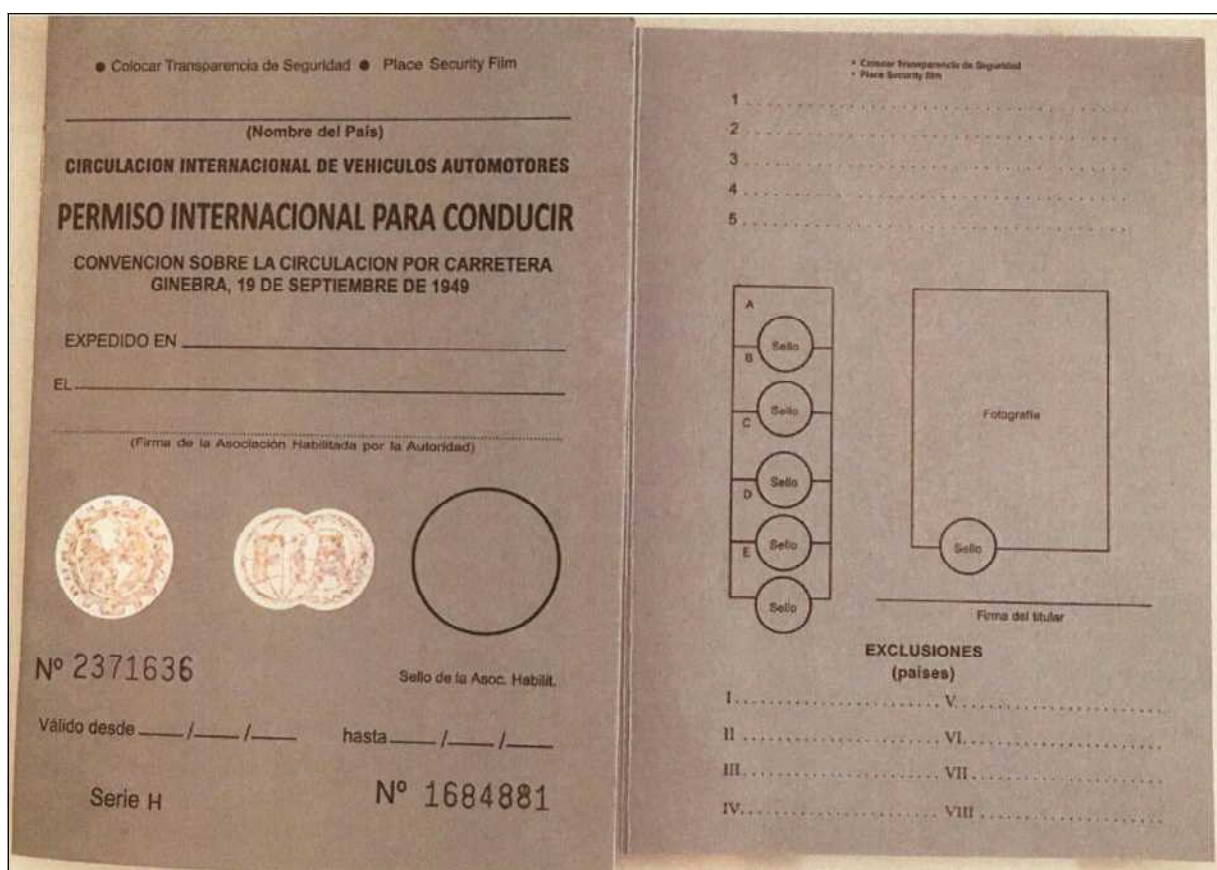 ● Colocar Transparencia de Seguridad ● Place Security Film
(Nombre del País)
CIRCULACION INTERNACIONAL DE VEHICULOS AUTOMOTORES
PERMISO INTERNACIONAL PARA CONDUCIR
CONVENCION SOBRE LA CIRCULACION POR CARRETERA
GINEBRA, 19 DE SEPTIEMBRE DE 1949
EXPEDIDO EN
EL
(Firma de la Asociación Habilitada por la Autoridad)
FIA
Nº 2371636
Sello de la Asoc. Habilit.
Válido desde / / hasta / /
Serie H
Nº 1684881
• Colocar Transparencia de Seguridad
• Place Security film
1
2
3
4
5
A
Sello
B
Sello
C
Sello
D
Sello
E
Sello
Fotografía
Sello
Firma del titular
EXCLUSIONES
(países)
I V
II VI
III VII
IV VIII